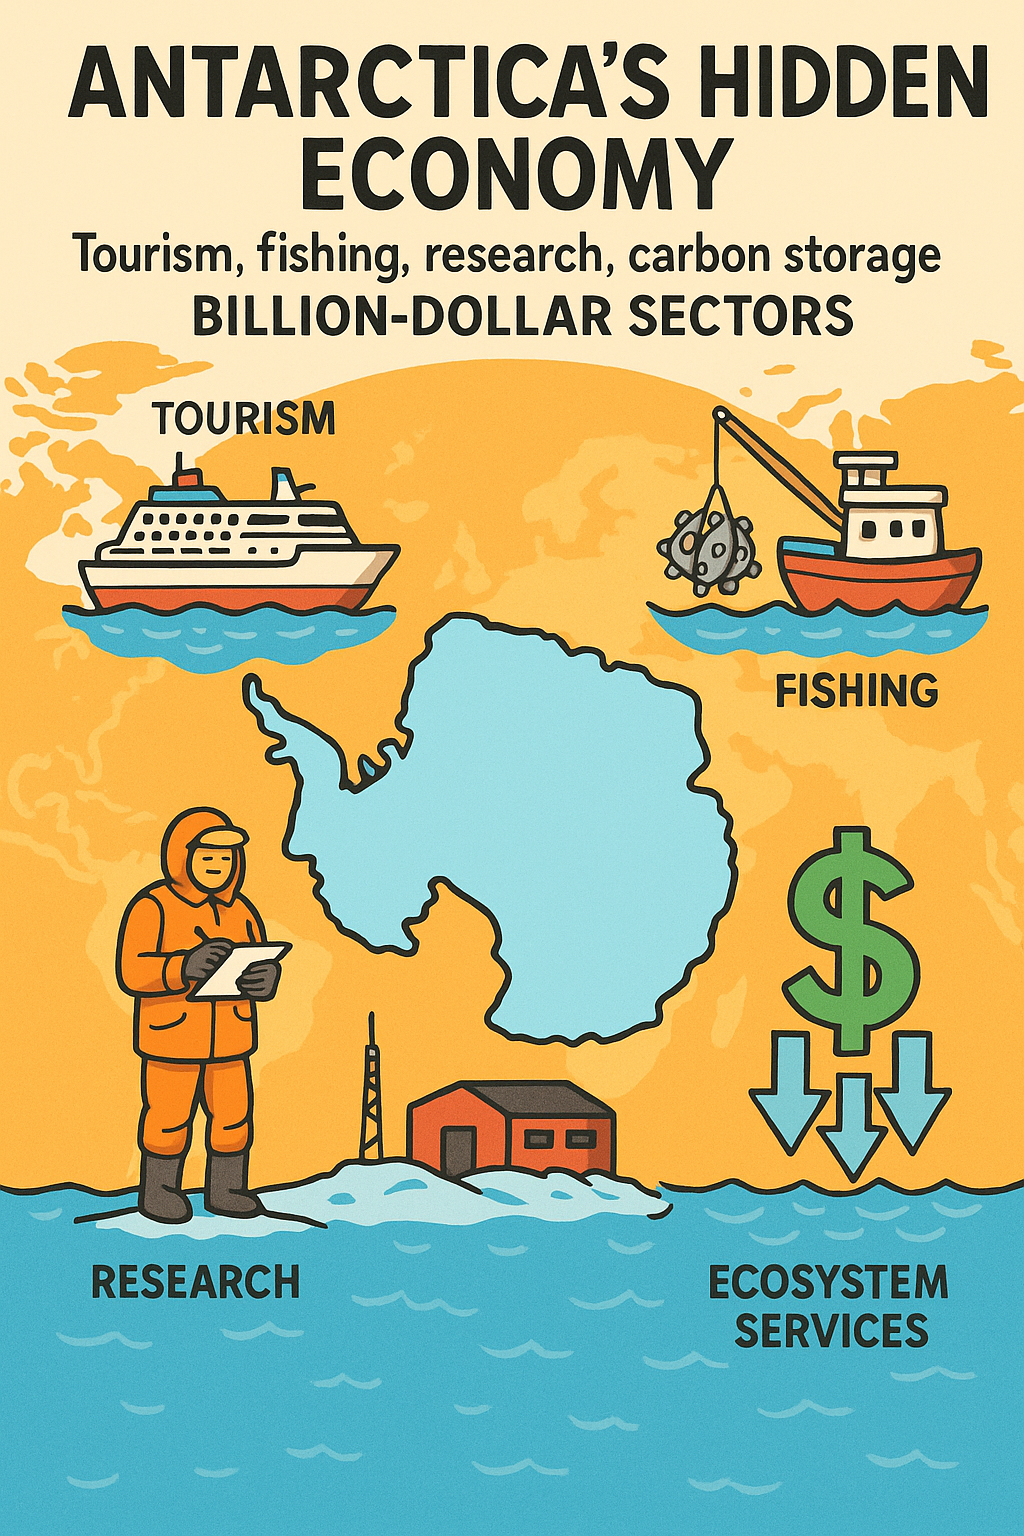 ANTARCTICA'S HIDDEN
ECONOMY
Tourism, fishing, research, carbon storage
BILLION-DOLLAR SECTORS
TOURISM
FISHING
$
RESEARCH
ECOSYSTEM
SERVICES